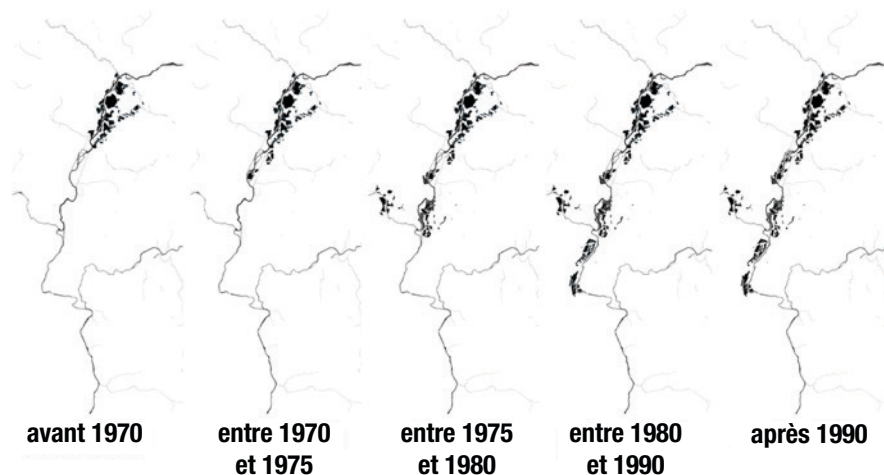 avant 1970
entre 1970
et 1975
entre 1975
et 1980
entre 1980
et 1990
après 1990